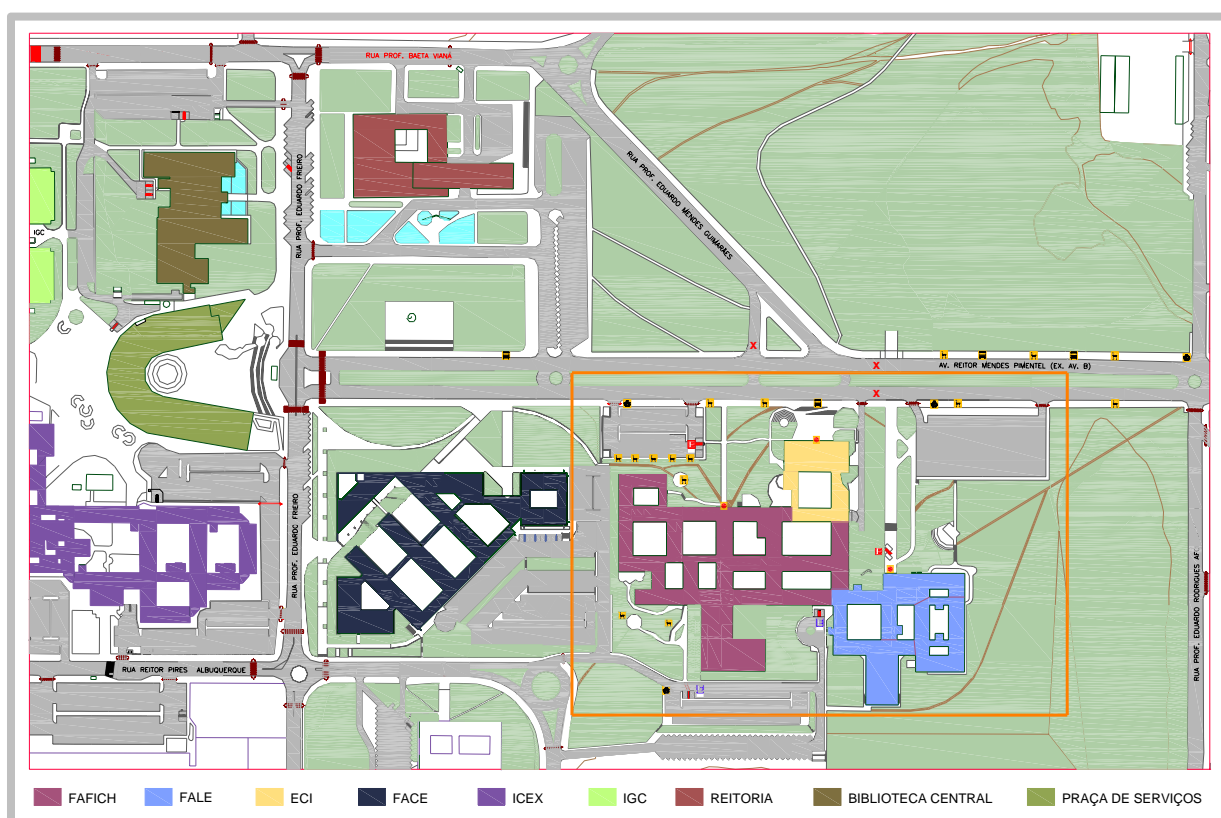 RUA PROF. BAETA VIANA
RUA PROF. EDUARDO FREIRO
RUA PROF. EDUARDO MENDES GUIMARÃES
IGC
X
X
AV. REITOR MENDES PIMENTEL (EX. AV. B)
X
RUA PROF. EDUARDO FREIRO
RUA PROF. EDUARDO RODRIGUES AF.
RUA REITOR PIRES ALBUQUERQUE
FAFICH
FALE
ECI
FACE
ICEX
IGC
REITORIA
BIBLIOTECA CENTRAL
PRAÇA DE SERVIÇOS